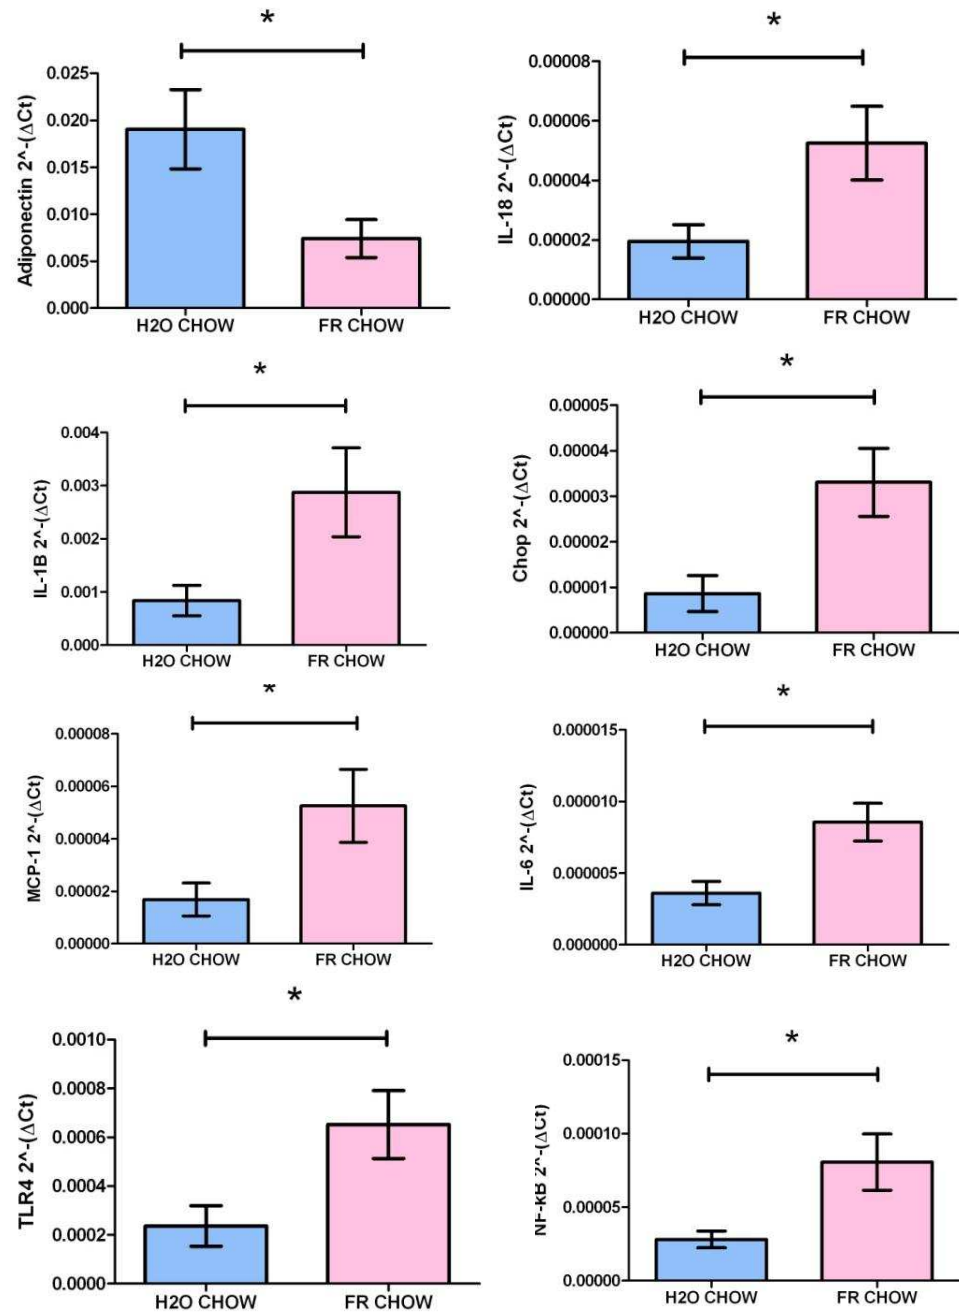 *
Adiponectin 2^-(ΔCt)
0.025
0.020
0.015
0.010
0.005
0.000
H2O CHOW
FR CHOW
*
IL-18 2^-(ΔCt)
0.00008
0.00006
0.00004
0.00002
0.00000
H2O CHOW
FR CHOW
*
IL-1B 2^-(ΔCt)
0.004
0.003
0.002
0.001
0.000
H2O CHOW
FR CHOW
*
Chop 2^-(ΔCt)
0.00005
0.00004
0.00003
0.00002
0.00001
0.00000
H2O CHOW
FR CHOW
*
MCP-1 2^-(ΔCt)
0.00008
0.00006
0.00004
0.00002
0.00000
H2O CHOW
FR CHOW
*
IL-6 2^-(ΔCt)
0.000015
0.000010
0.000005
0.000000
H2O CHOW
FR CHOW
*
TLR4 2^-(ΔCt)
0.0010
0.0008
0.0006
0.0004
0.0002
0.0000
H2O CHOW
FR CHOW
*
NF-kB 2^-(ΔCt)
0.00015
0.00010
0.00005
0.00000
H2O CHOW
FR CHOW